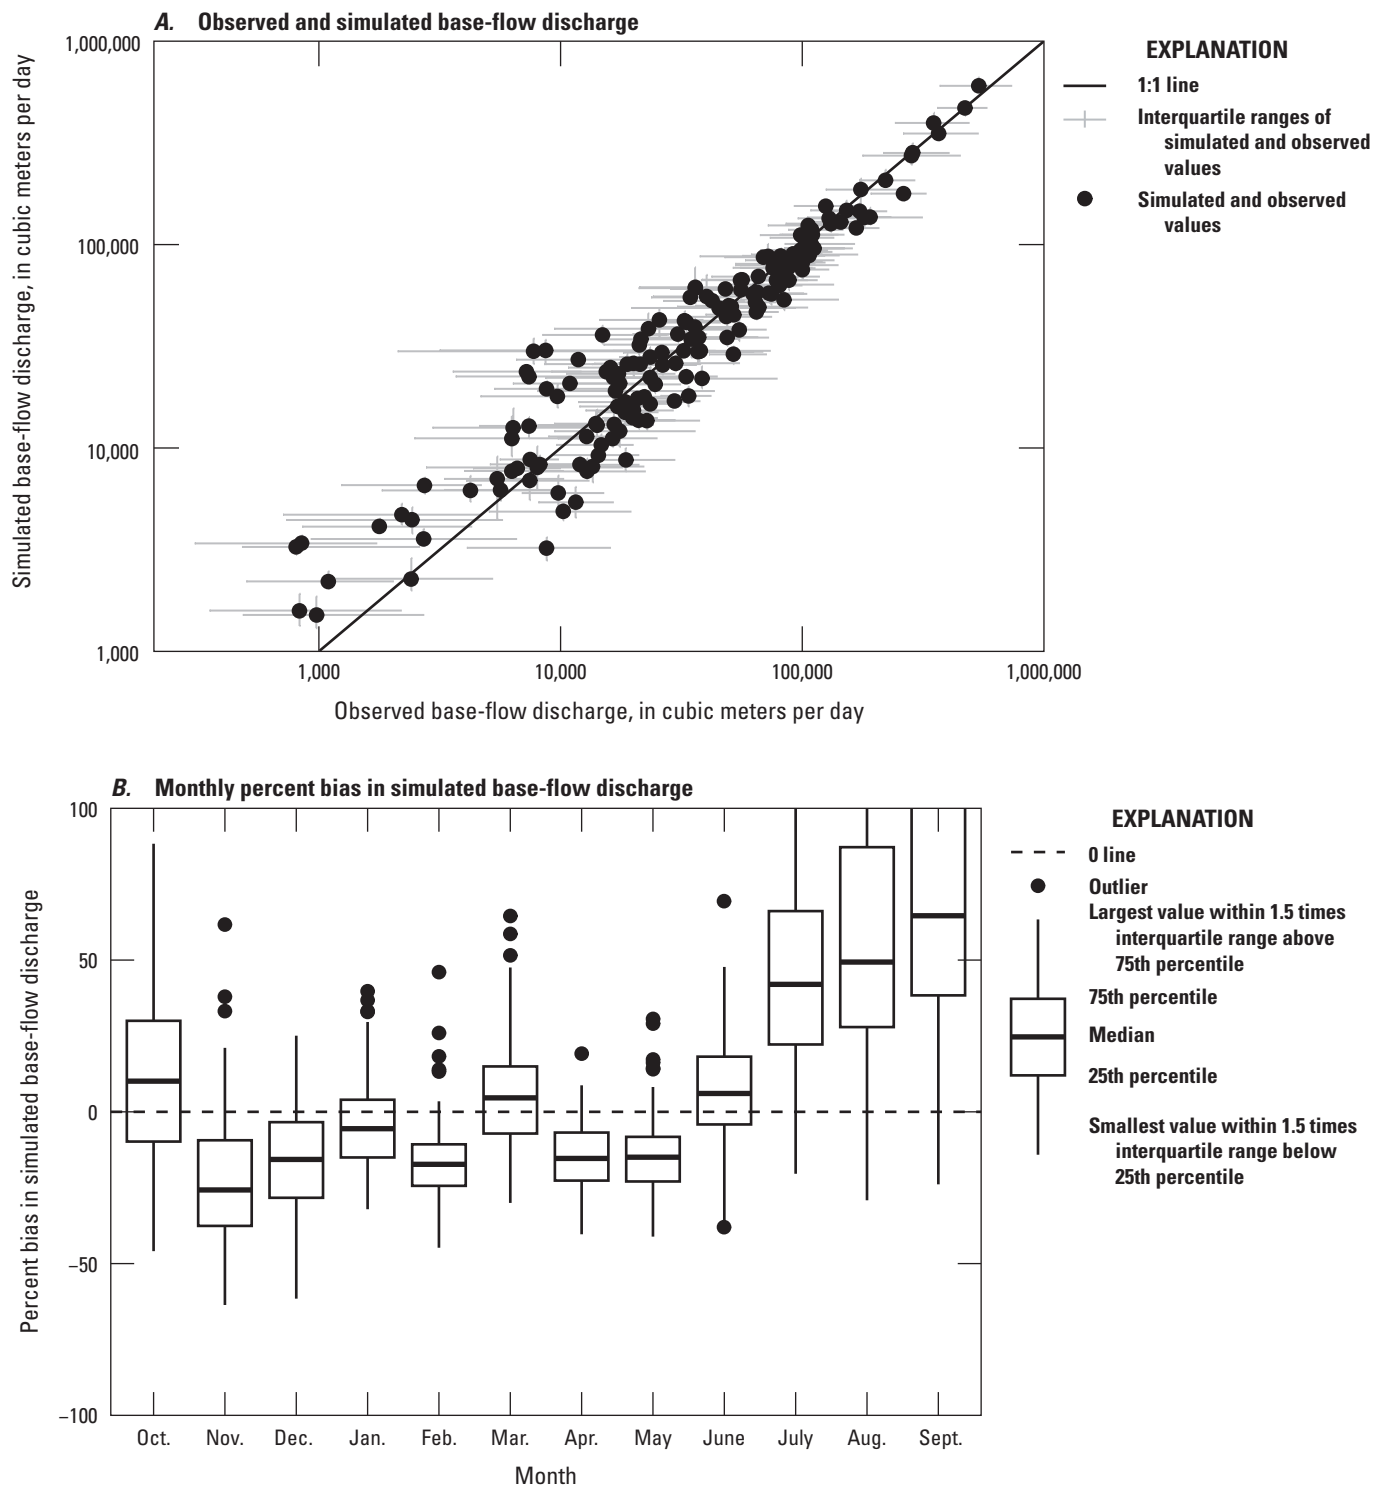 A. Observed and simulated base-flow discharge
1,000,000
100,000
10,000
1,000
Simulated base-flow discharge, in cubic meters per day
1,000
10,000
100,000
1,000,000
Observed base-flow discharge, in cubic meters per day
EXPLANATION
1:1 line
Interquartile ranges of
simulated and observed
values
Simulated and observed
values
B. Monthly percent bias in simulated base-flow discharge
100
50
0
–50
–100
Percent bias in simulated base-flow discharge
Oct.
Nov.
Dec.
Jan.
Feb.
Mar.
Apr.
May
June
July
Aug.
Sept.
Month
EXPLANATION
0 line
Outlier
Largest value within 1.5 times
interquartile range above
75th percentile
75th percentile
Median
25th percentile
Smallest value within 1.5 times
interquartile range below
25th percentile